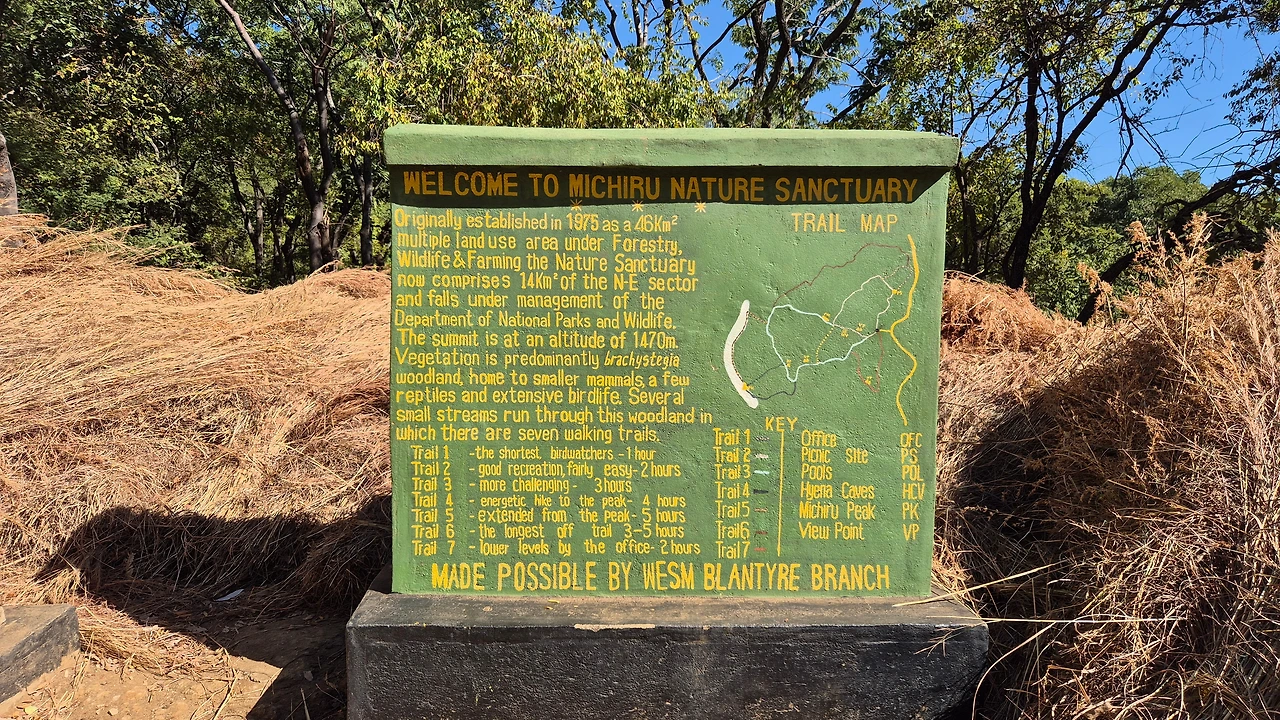 WELCOME TO MICHIRU NATURE SANCTUARY
Originally established in 1975 as a 46Km²
multiple land use area under Forestry,
Wildlife & Farming the Nature Sanctuary
now comprises 14Km² of the N-E sector
and falls under management of the
Department of National Parks and Wildlife.
The summit is at an altitude of 1470m.
Vegetation is predominantly brachystegia
woodland, home to smaller mammals, a few
reptiles and extensive birdlife. Several
small streams run through this woodland in
which there are seven walking trails.
Trail 1 - the shortest birdwatchers - 1 hour
Trail 2 - good recreation, fairly easy - 2 hours
Trail 3 - more challenging - 3 hours
Trail 4 - energetic hike to the peak - 4 hours
Trail 5 - extended from the peak - 5 hours
Trail 6 - the longest off trail 3-5 hours
Trail 7 - lower levels by the office - 2 hours
TRAIL MAP
KEY
Trail 1
Trail 2
Trail 3
Trail 4
Trail 5
Trail 6
Trail 7
Office OFC
Picnic Site PS
Pools POL
Hyena Caves HCV
Michiru Peak PK
View Point VP
MADE POSSIBLE BY WESM BLANTYRE BRANCH